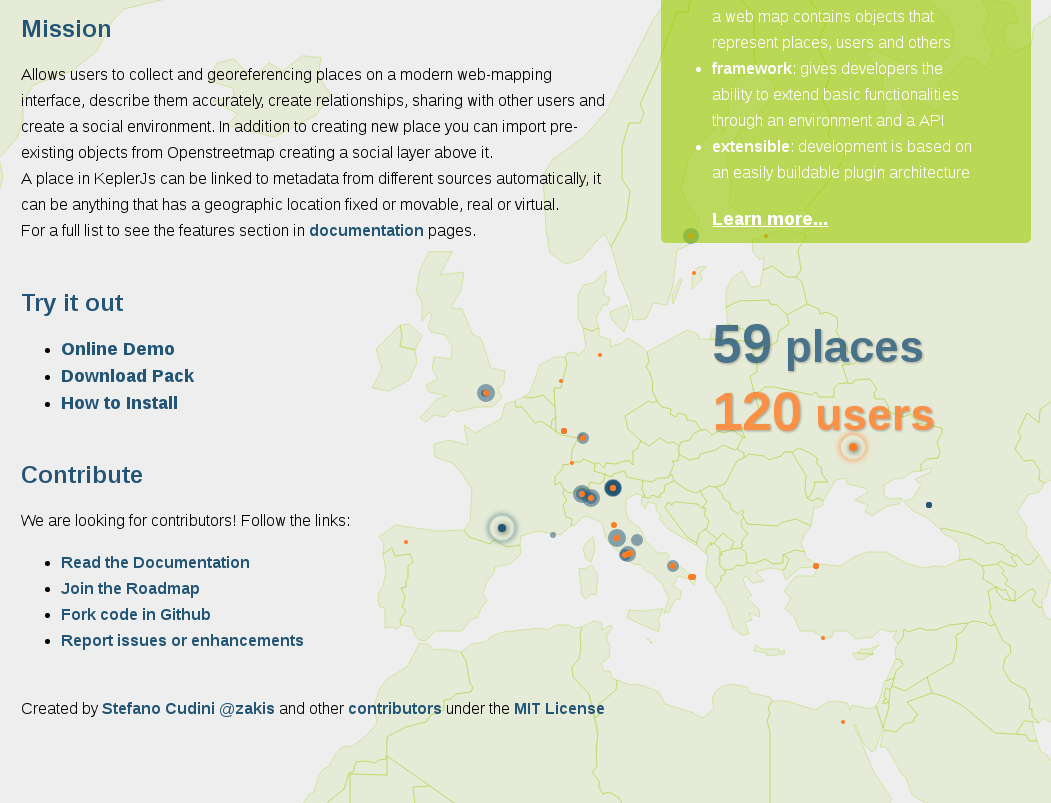 Mission
Allows users to collect and georeferencing places on a modern web-mapping
interface, describe them accurately, create relationships, sharing with other users and
create a social environment. In addition to creating new place you can import pre-
existing objects from Openstreetmap creating a social layer above it.
A place in KeplerJs can be linked to metadata from different sources automatically, it
can be anything that has a geographic location fixed or movable, real or virtual.
For a full list to see the features section in documentation pages.
Try it out
• Online Demo
• Download Pack
• How to Install
Contribute
We are looking for contributors! Follow the links:
• Read the Documentation
• Join the Roadmap
• Fork code in Github
• Report issues or enhancements
Created by Stefano Cudini @zakis and other contributors under the MIT License
a web map contains objects that
represent places, users and others
• framework: gives developers the
ability to extend basic functionalities
through an environment and a API
• extensible: development is based on
an easily buildable plugin architecture
Learn more...
59 places
120 users